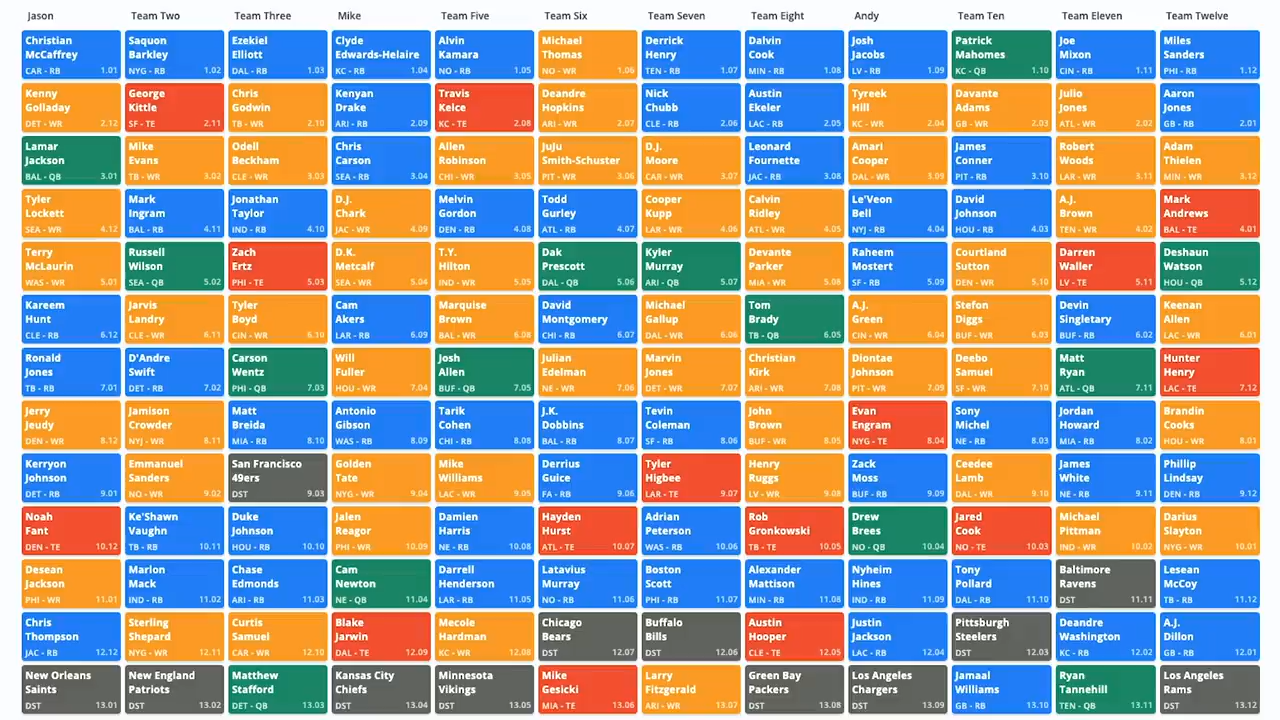 Jason Team Two Team Three Mike Team Five Team Six Team Seven Team Eight Andy Team Ten Team Eleven Team Twelve
Christian Saquon Ezekiel Clyde Alvin Michael Derrick Dalvin Josh Patrick Joe Miles
McCaffrey Barkley Elliott Edwards-Helaire Kamara Thomas Henry Cook Jacobs Mahomes Mixon Sanders
CAR - RB 1.01 NYG - RB 1.02 DAL - RB 1.03 KC - RB 1.04 NO - RB 1.05 NO - WR 1.06 TEN - RB 1.07 MIN - RB 1.08 LV - RB 1.09 KC - QB 1.10 CIN - RB 1.11 PHI - RB 1.12
Kenny George Chris Kenyan Travis Deandre Nick Austin Tyreek Davante Julio Aaron
Golladay Kittle Godwin Drake Kelce Hopkins Chubb Ekeler Hill Adams Jones Jones
DET - WR 2.12 SF - TE 2.11 TB - WR 2.10 ARI - RB 2.09 KC - TE 2.08 ARI - WR 2.07 CLE - RB 2.06 LAC - RB 2.05 KC - WR 2.04 GB - WR 2.03 ATL - WR 2.02 GB - RB 2.01
Lamar Mike Odell Chris Allen JuJu D.J. Leonard Amari James Robert Adam
Jackson Evans Beckham Carson Robinson Smith-Schuster Moore Fournette Cooper Conner Woods Thielen
BAL - QB 3.01 TB - WR 3.02 CLE - WR 3.03 SEA - RB 3.04 CHI - WR 3.05 PIT - WR 3.06 CAR - WR 3.07 JAC - RB 3.08 DAL - WR 3.09 PIT - RB 3.10 LAR - WR 3.11 MIN - WR 3.12
Tyler Mark Jonathan D.J. Melvin Todd Cooper Calvin Le'Veon David A.J. Mark
Lockett Ingram Taylor Chark Gordon Gurley Kupp Ridley Bell Johnson Brown Andrews
SEA - WR 4.12 BAL - RB 4.11 IND - RB 4.10 JAC - WR 4.09 DEN - RB 4.08 ATL - RB 4.07 LAR - WR 4.06 ATL - WR 4.05 NYJ - RB 4.04 HOU - RB 4.03 TEN - WR 4.02 BAL - TE 4.01
Terry Russell Zach D.K. T.Y. Dak Kyler Devante Raheem Courtland Darren Deshaun
McLaurin Wilson Ertz Metcalf Hilton Prescott Murray Parker Mostert Sutton Waller Watson
WAS - WR 5.01 SEA - QB 5.02 PHI - TE 5.03 SEA - WR 5.04 IND - WR 5.05 DAL - QB 5.06 ARI - QB 5.07 MIA - WR 5.08 SF - RB 5.09 DEN - WR 5.10 LV - TE 5.11 HOU - QB 5.12
Kareem Jarvis Tyler Cam Marquise David Michael Tom A.J. Stefon Devin Keenan
Hunt Landry Boyd Akers Brown Montgomery Gallup Brady Green Diggs Singletary Allen
CLE - RB 6.12 CLE - WR 6.11 CIN - WR 6.10 LAR - RB 6.09 BAL - WR 6.08 CHI - RB 6.07 DAL - WR 6.06 TB - QB 6.05 CIN - WR 6.04 BUF - WR 6.03 BUF - RB 6.02 LAC - WR 6.01
Ronald D'Andre Carson Will Josh Julian Marvin Christian Diontae Deebo Matt Hunter
Jones Swift Wentz Fuller Allen Edelman Jones Kirk Johnson Samuel Ryan Henry
TB - RB 7.01 DET - RB 7.02 PHI - QB 7.03 HOU - WR 7.04 BUF - QB 7.05 NE - WR 7.06 DET - WR 7.07 ARI - WR 7.08 PIT - WR 7.09 SF - WR 7.10 ATL - QB 7.11 LAC - TE 7.12
Jerry Jamison Matt Antonio Tarik J.K. Tevin John Evan Sony Jordan Brandin
Jeudy Crowder Breida Gibson Cohen Dobbins Coleman Brown Engram Michel Howard Cooks
DEN - WR 8.12 NYJ - WR 8.11 MIA - RB 8.10 WAS - RB 8.09 CHI - RB 8.08 BAL - RB 8.07 SF - RB 8.06 BUF - WR 8.05 NYG - TE 8.04 NE - RB 8.03 MIA - RB 8.02 HOU - WR 8.01
Kerryon Emmanuel San Francisco Golden Mike Derrius Tyler Henry Zack Ceedee James Phillip
Johnson Sanders 49ers Tate Williams Guice Higbee Ruggs Moss Lamb White Lindsay
DET - RB 9.01 NO - WR 9.02 DST 9.03 NYG - WR 9.04 LAC - WR 9.05 FA - RB 9.06 LAR - TE 9.07 LV - WR 9.08 BUF - RB 9.09 DAL - WR 9.10 NE - RB 9.11 DEN - RB 9.12
Noah Ke'Shawn Duke Jalen Damien Hayden Adrian Rob Drew Jared Michael Darius
Fant Vaughn Johnson Reagor Harris Hurst Peterson Gronkowski Brees Cook Pittman Slayton
DEN - TE 10.12 TB - RB 10.11 HOU - RB 10.10 PHI - WR 10.09 NE - RB 10.08 ATL - TE 10.07 WAS - RB 10.06 TB - TE 10.05 NO - QB 10.04 NO - TE 10.03 IND - WR 10.02 NYG - WR 10.01
Desean Marlon Chase Cam Darrell Latavius Boston Alexander Nyheim Tony Baltimore Lesean
Jackson Mack Edmonds Newton Henderson Murray Scott Mattison Hines Pollard Ravens McCoy
PHI - WR 11.01 IND - RB 11.02 ARI - RB 11.03 NE - QB 11.04 LAR - RB 11.05 NO - RB 11.06 PHI - RB 11.07 MIN - RB 11.08 IND - RB 11.09 DAL - RB 11.10 DST 11.11 TB - RB 11.12
Chris Sterling Curtis Blake Mecole Chicago Buffalo Austin Justin Pittsburgh Deandre A.J.
Thompson Shepard Samuel Jarwin Hardman Bears Bills Hooper Jackson Steelers Washington Dillon
JAC - RB 12.12 NYG - WR 12.11 CAR - WR 12.10 DAL - TE 12.09 KC - WR 12.08 DST 12.07 DST 12.06 CLE - TE 12.05 LAC - RB 12.04 DST 12.03 KC - RB 12.02 GB - RB 12.01
New Orleans New England Matthew Kansas City Minnesota Mike Larry Green Bay Los Angeles Jamaal Ryan Los Angeles
Saints Patriots Stafford Chiefs Vikings Gesicki Fitzgerald Packers Chargers Williams Tannehill Rams
DST 13.01 DST 13.02 DET - QB 13.03 DST 13.04 DST 13.05 MIA - TE 13.06 ARI - WR 13.07 DST 13.08 DST 13.09 GB - RB 13.10 TEN - QB 13.11 DST 13.12